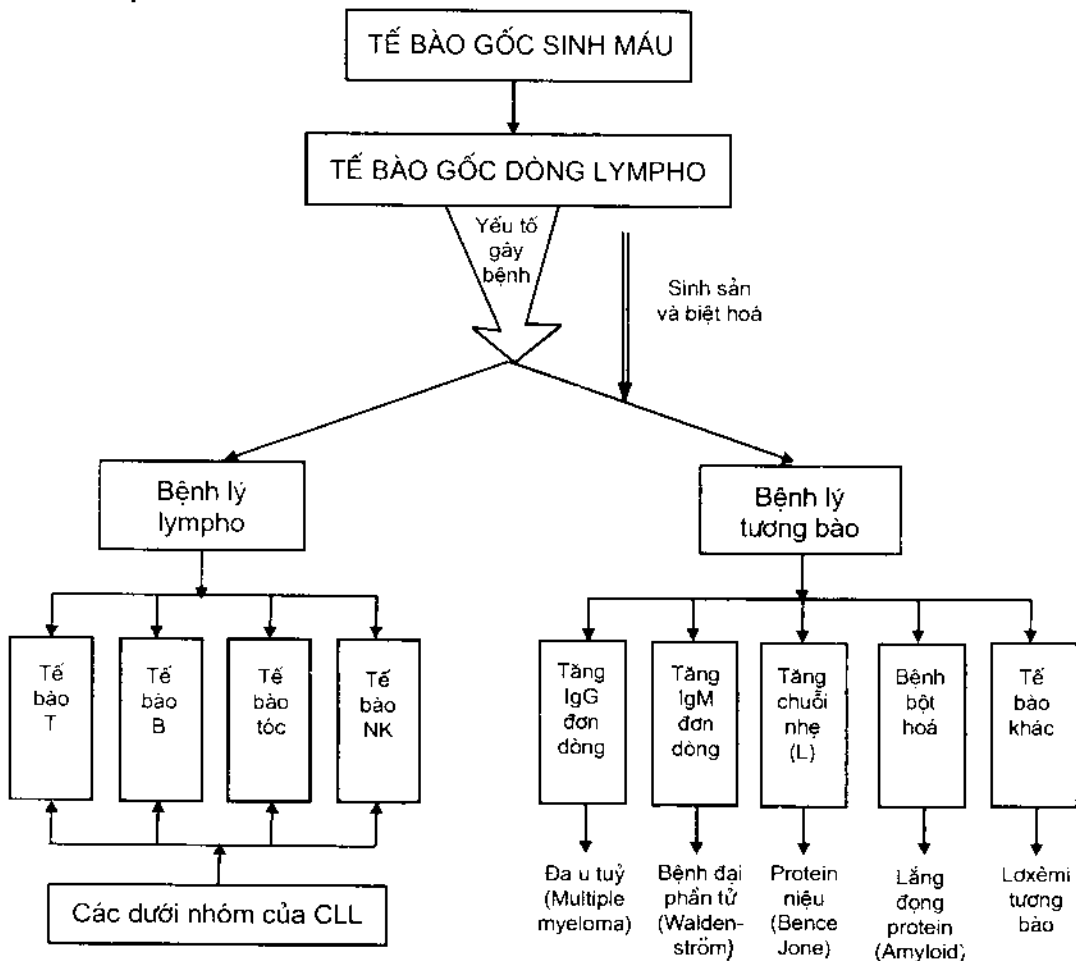 TẾ BÀO GỐC SINH MÁU
TẾ BÀO GỐC DÒNG LYMPHO
Yếu tố
gây
bệnh
Sinh sản
và biệt hoá
Bệnh lý
lympho
Bệnh lý
tương bào
Tế
bào
T
Tế
bào
B
Tế
bào
tóc
Tế
bào
NK
Tăng
IgG
đơn
dòng
Tăng
IgM
đơn
dòng
Tăng
chuỗi
nhẹ
(L)
Bệnh
bột
hoá
Tế
bào
khác
Các dưới nhóm của CLL
Đa u tuỷ
(Multiple
myeloma)
Bệnh đại
phần tử
(Walden-
ström)
Protein
niệu
(Bence
Jone)
Lắng
đọng
protein
(Amyloid)
Lơxêmi
tương
bào